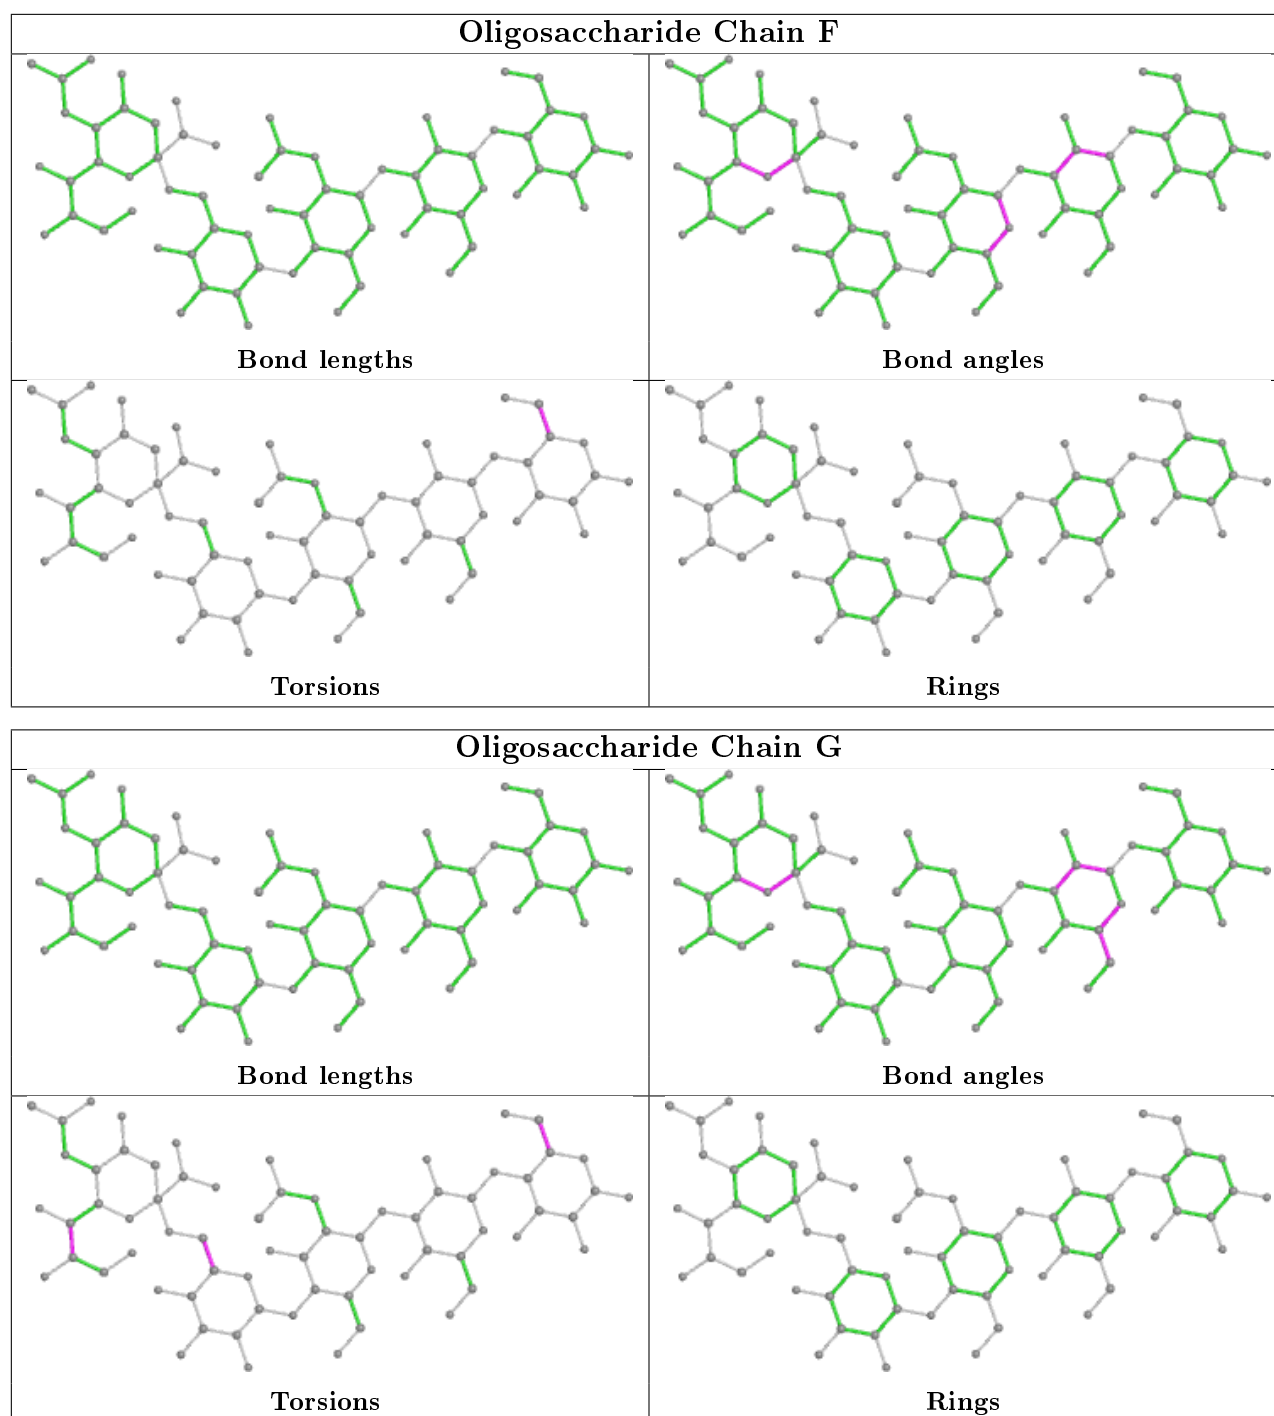 Oligosaccharide Chain F
Bond lengths
Bond angles
Torsions
Rings
Oligosaccharide Chain G
Bond lengths
Bond angles
Torsions
Rings